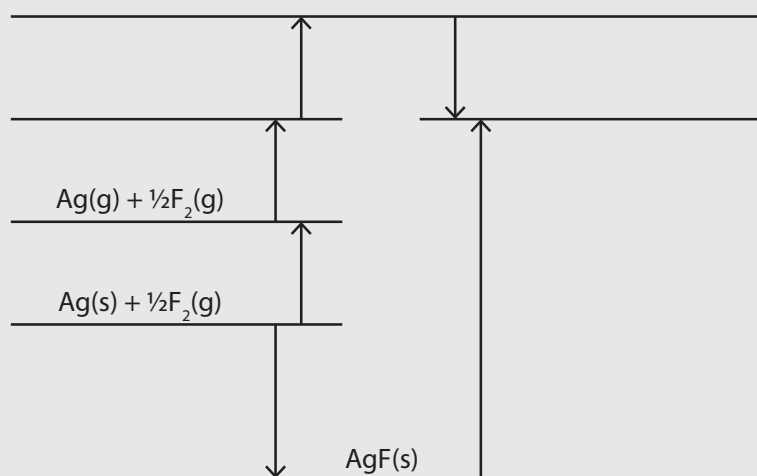 Ag(g) + ½F₂(g)
Ag(s) + ½F₂(g)
AgF(s)